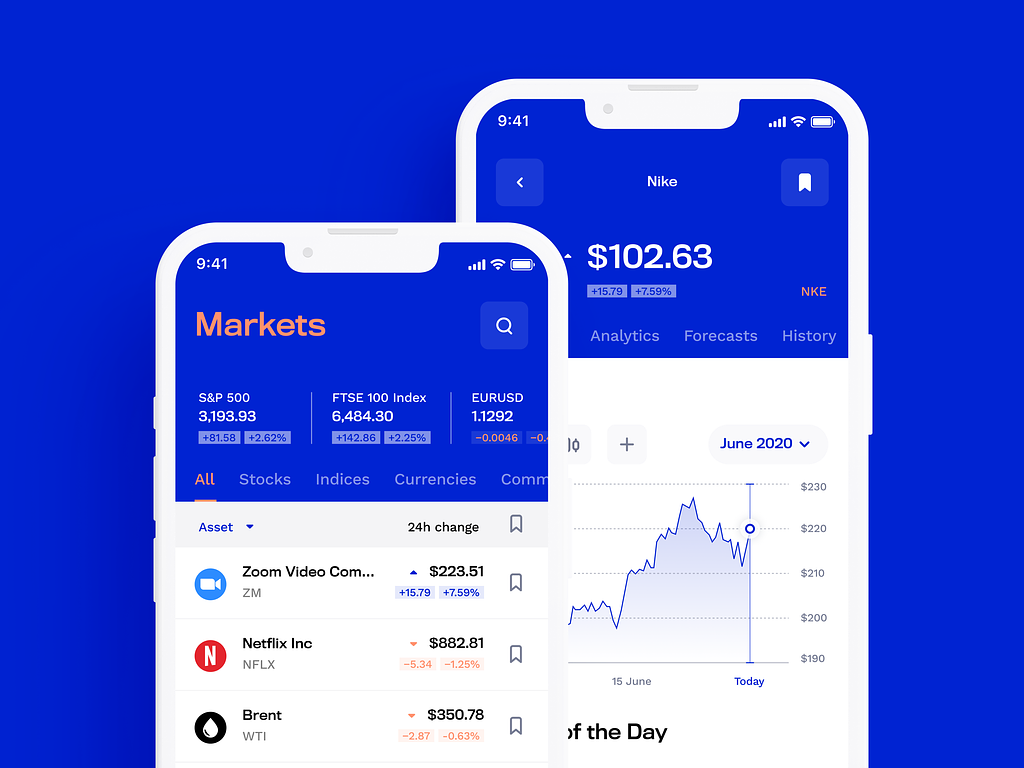 9:41
Markets
S&P 500
3,193.93
+81.58 +2.62%
FTSE 100 Index
6,484.30
+142.86 +2.25%
EURUSD
1.1292
−0.0046
All Stocks Indices Currencies Comm
Asset 24h change
Zoom Video Com... $223.51
ZM +15.79 +7.59%
Netflix Inc $882.81
NFLX −5.34 −1.25%
Brent $350.78
WTI −2.87 -0.63%
9:41
Nike
$102.63
+15.79 +7.59% NKE
Analytics Forecasts History
June 2020
$230
$220
$210
$200
$190
15 June Today
of the Day